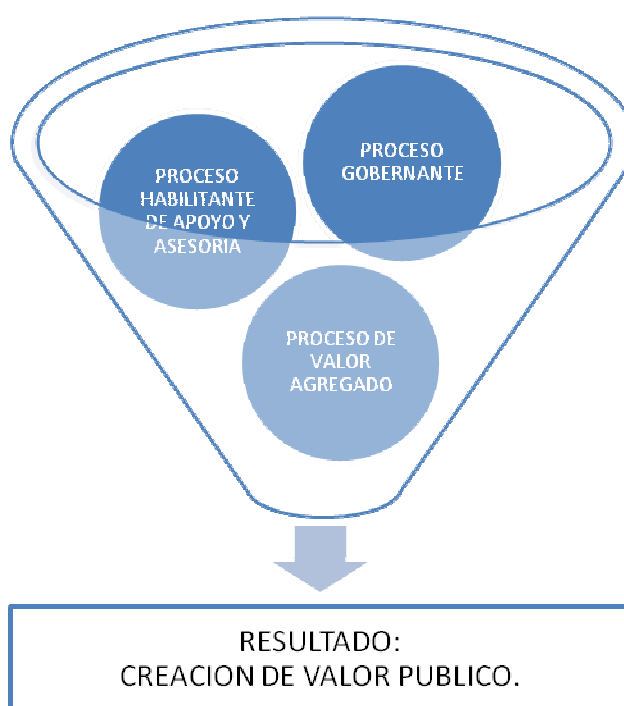 PROCESO
GOBERNANTE
PROCESO
HABILITANTE
DE APOYO Y
ASESORIA
PROCESO DE
VALOR
AGREGADO
RESULTADO:
CREACION DE VALOR PUBLICO.